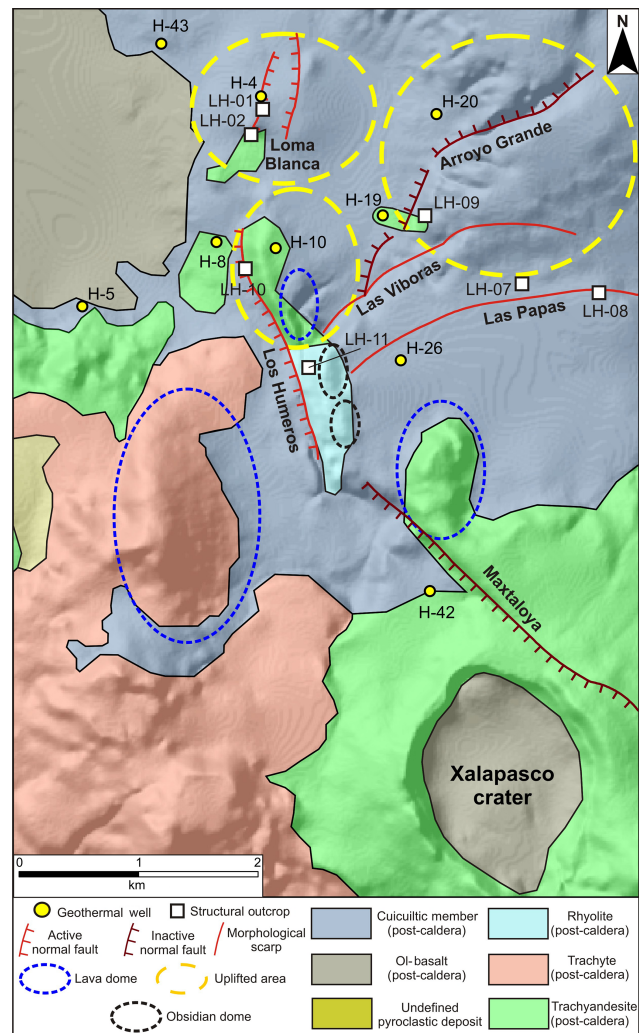 H-43
N
H-4
LH-01
LH-02
Loma
Blanca
H-20
Arroyo Grande
H-19
LH-09
H-8
H-10
LH-10
Las Víboras
LH-07
Las Papas
LH-08
H-5
LH-11
H-26
Los Humeros
Maxtaloya
H-42
Xalapasco
crater
0 1 2
km
Geothermal well
Structural outcrop
Active
normal fault
Inactive
normal fault
Morphological
scarp
Lava dome
Uplifted area
Obsidian dome
Cuicuiltic member
(post-caldera)
Rhyolite
(post-caldera)
Ol-basalt
(post-caldera)
Trachyte
(post-caldera)
Undefined
pyroclastic deposit
Trachyandesite
(post-caldera)